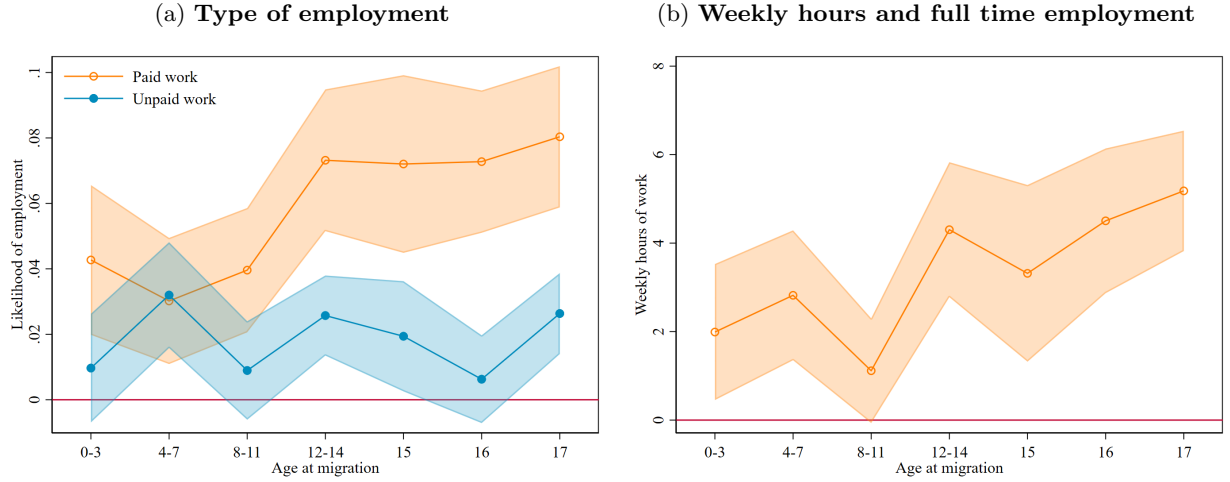 (a) Type of employment
Paid work
Unpaid work
Likelihood of employment
.1
.08
.06
.04
.02
0
0-3 4-7 8-11 12-14 15 16 17
Age at migration
(b) Weekly hours and full time employment
Weekly hours of work
8
6
4
2
0
0-3 4-7 8-11 12-14 15 16 17
Age at migration